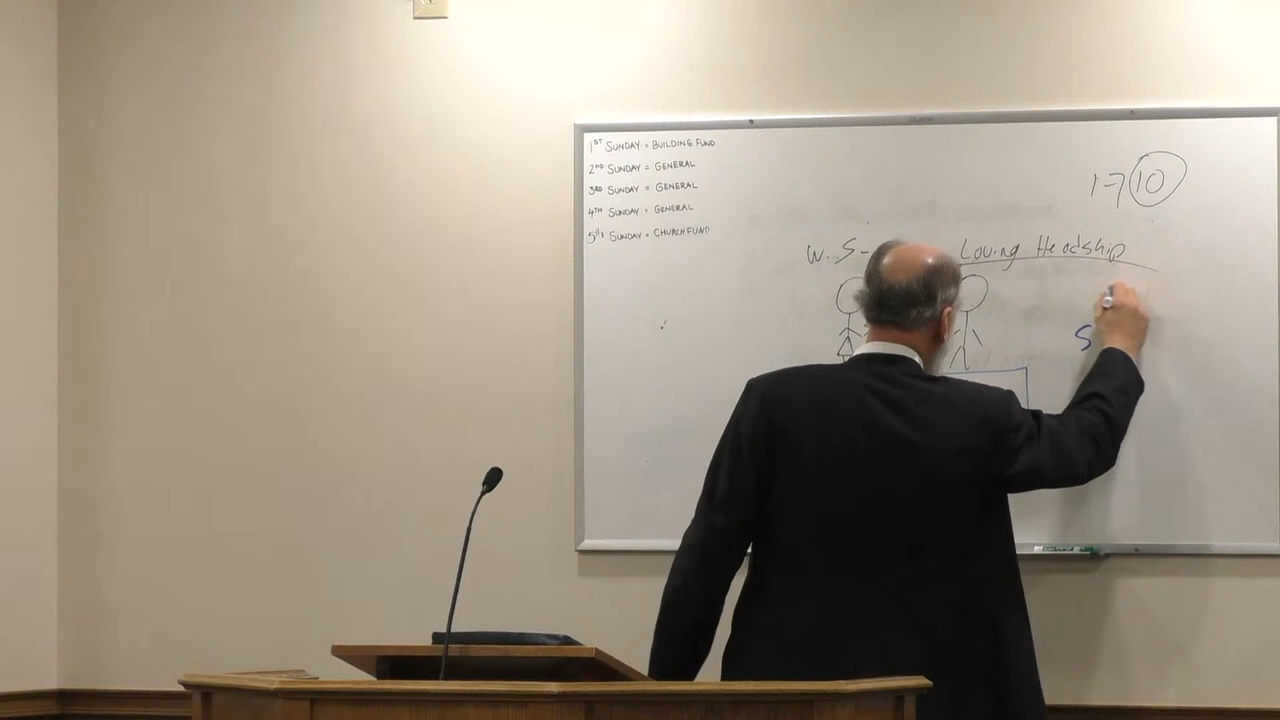 1ST SUNDAY = BUILDING FUND
2ND SUNDAY = GENERAL
3RD SUNDAY = GENERAL
4TH SUNDAY = GENERAL
5TH SUNDAY = CHURCH FUND
1-7 10
W. S- Loving Headship
S